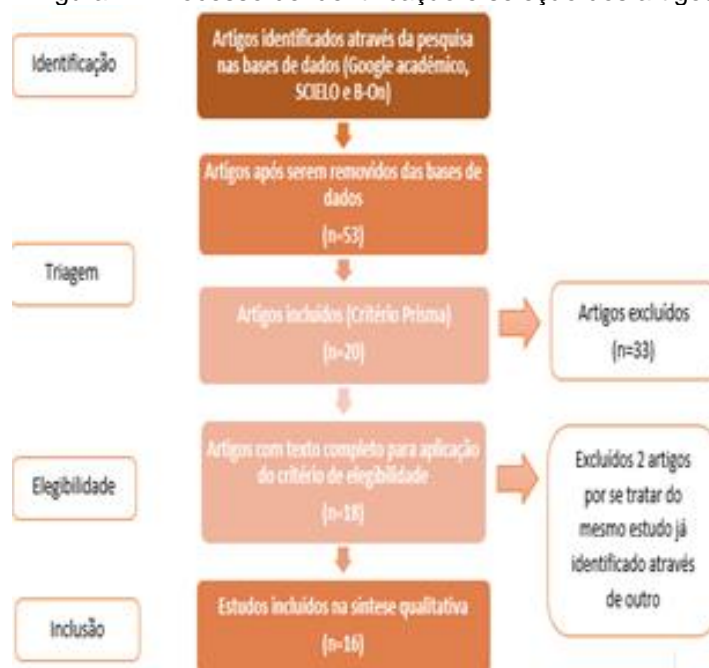 Identificação
Artigos identificados através da pesquisa
nas bases de dados (Google académico,
SCIELO e B-On)
Artigos após serem removidos das bases de
dados
(n=53)
Triagem
Artigos incluídos (Critério Prisma)
(n=20)
Artigos excluídos
(n=33)
Artigos com texto completo para aplicação
do critério de elegibilidade
(n=18)
Elegibilidade
Excluídos 2 artigos
por se tratar do
mesmo estudo já
identificado através
de outro
Inclusão
Estudos incluídos na síntese qualitativa
(n=16)